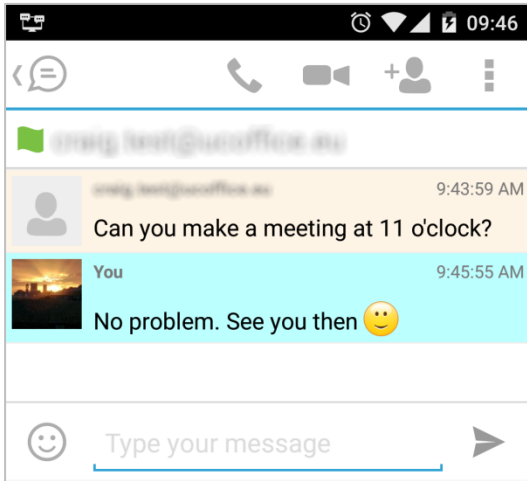 09:46
9:43:59 AM
Can you make a meeting at 11 o'clock?
You 9:45:55 AM
No problem. See you then
Type your message